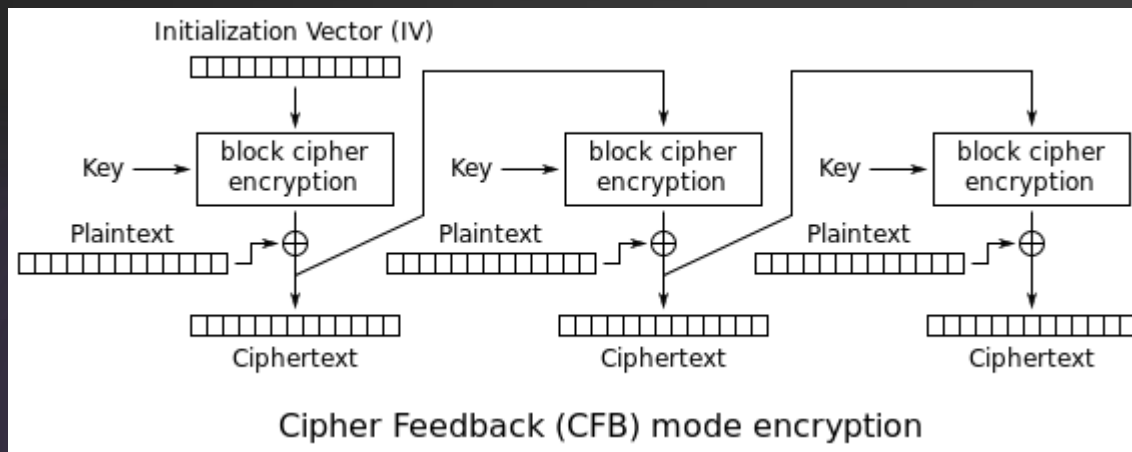 Initialization Vector (IV)
Key
block cipher
encryption
Key
block cipher
encryption
Key
block cipher
encryption
Plaintext
Plaintext
Plaintext
Ciphertext
Ciphertext
Ciphertext
Cipher Feedback (CFB) mode encryption